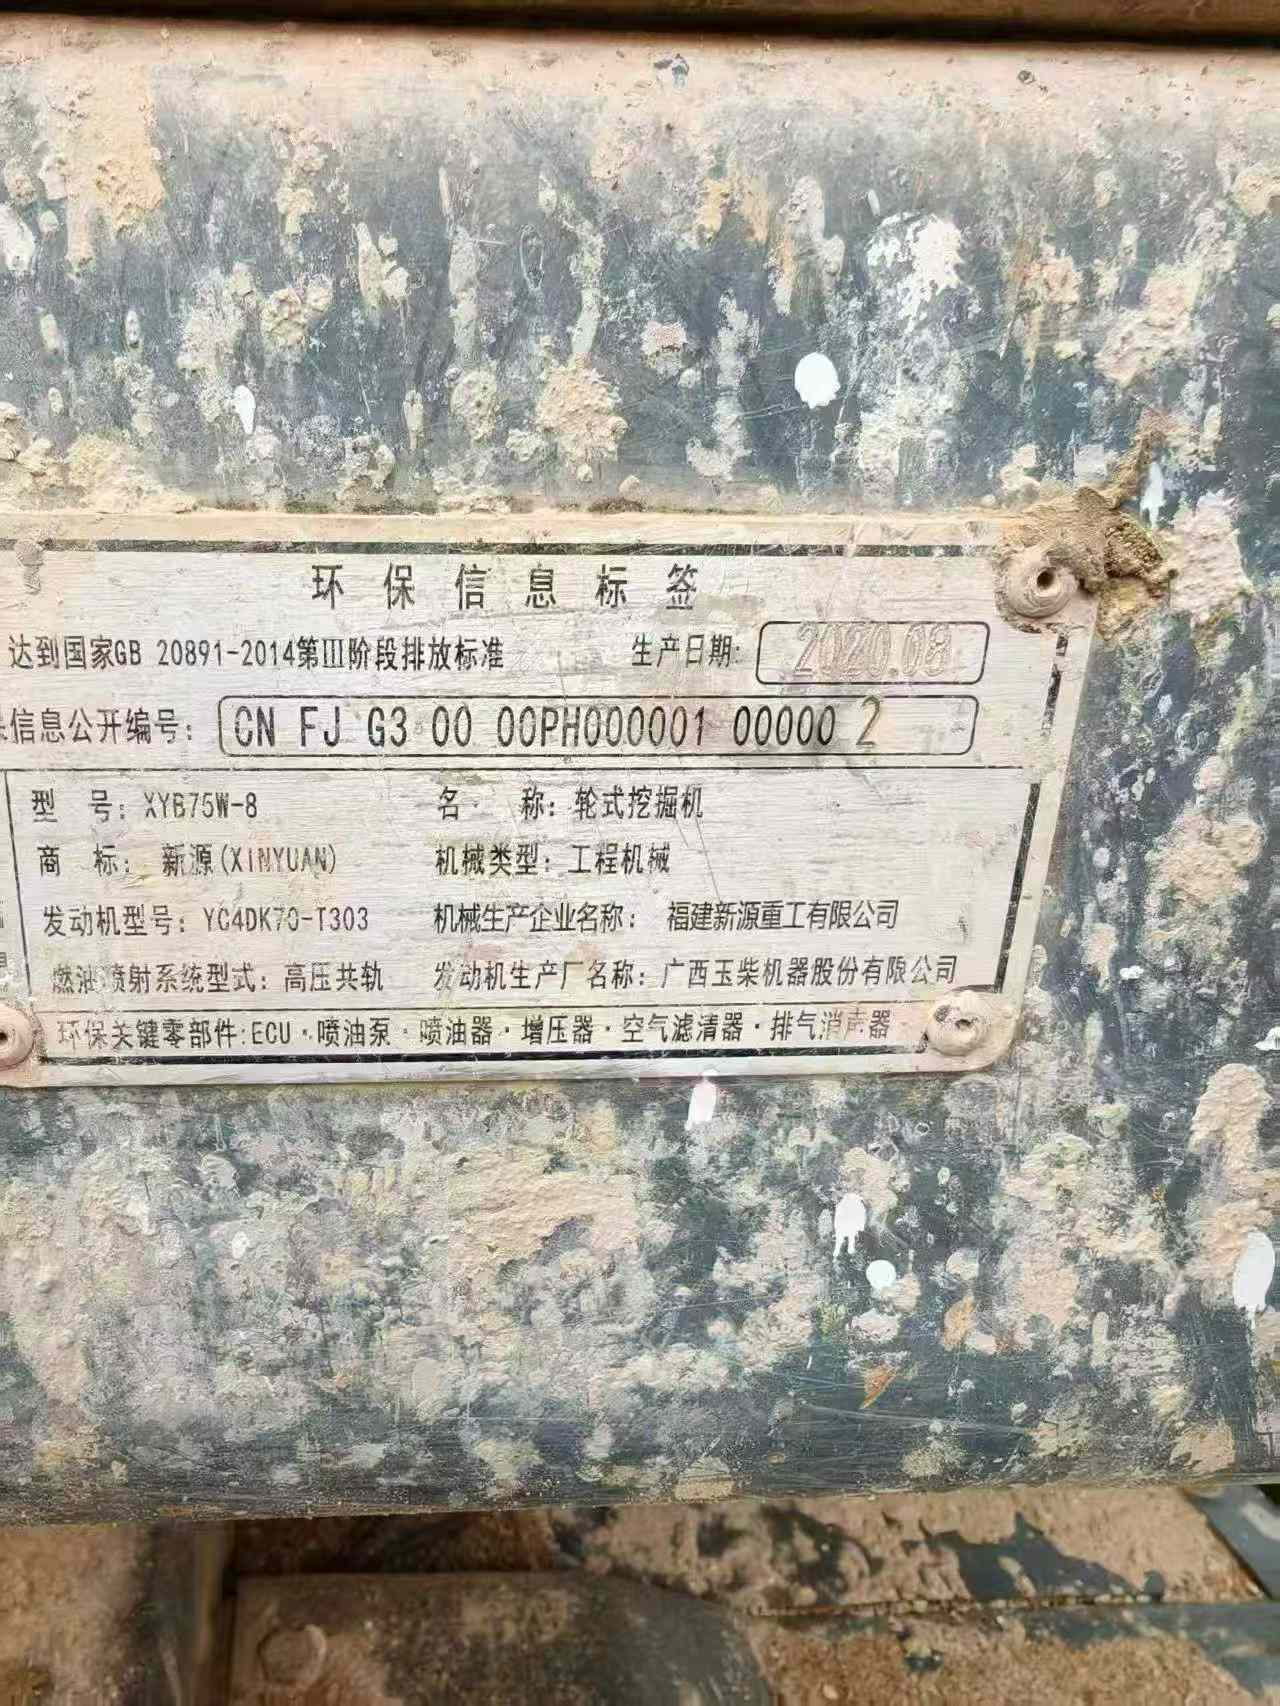 环保信息标签
达到国家GB 20891-2014第Ⅲ阶段排放标准 生产日期: 2020.08
信息公开编号: CN FJ G3 00 00PH000001 00000 2
型 号: XYB75W-8 名 称: 轮式挖掘机
商 标: 新源(XINYUAN) 机械类型: 工程机械
发动机型号: YC4DK70-T303 机械生产企业名称: 福建新源重工有限公司
燃油喷射系统型式: 高压共轨 发动机生产厂名称: 广西玉柴机器股份有限公司
环保关键零部件: ECU·喷油泵·喷油器·增压器·空气滤清器·排气消声器